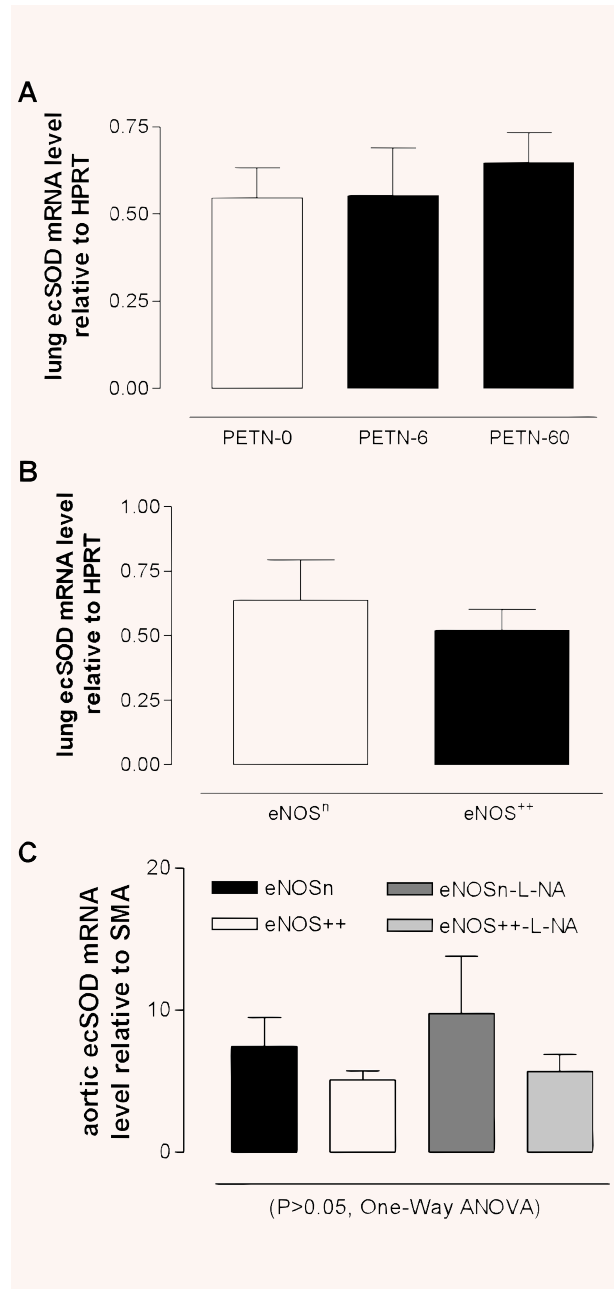 A
lung ecSOD mRNA level
relative to HPRT
0.75
0.50
0.25
0.00
PETN-0 PETN-6 PETN-60
B
lung ecSOD mRNA level
relative to HPRT
1.00
0.75
0.50
0.25
0.00
eNOSⁿ eNOS⁺⁺
C
aortic ecSOD mRNA
level relative to SMA
20
10
0
eNOSn eNOSn-L-NA
eNOS++ eNOS++-L-NA
(P>0.05, One-Way ANOVA)